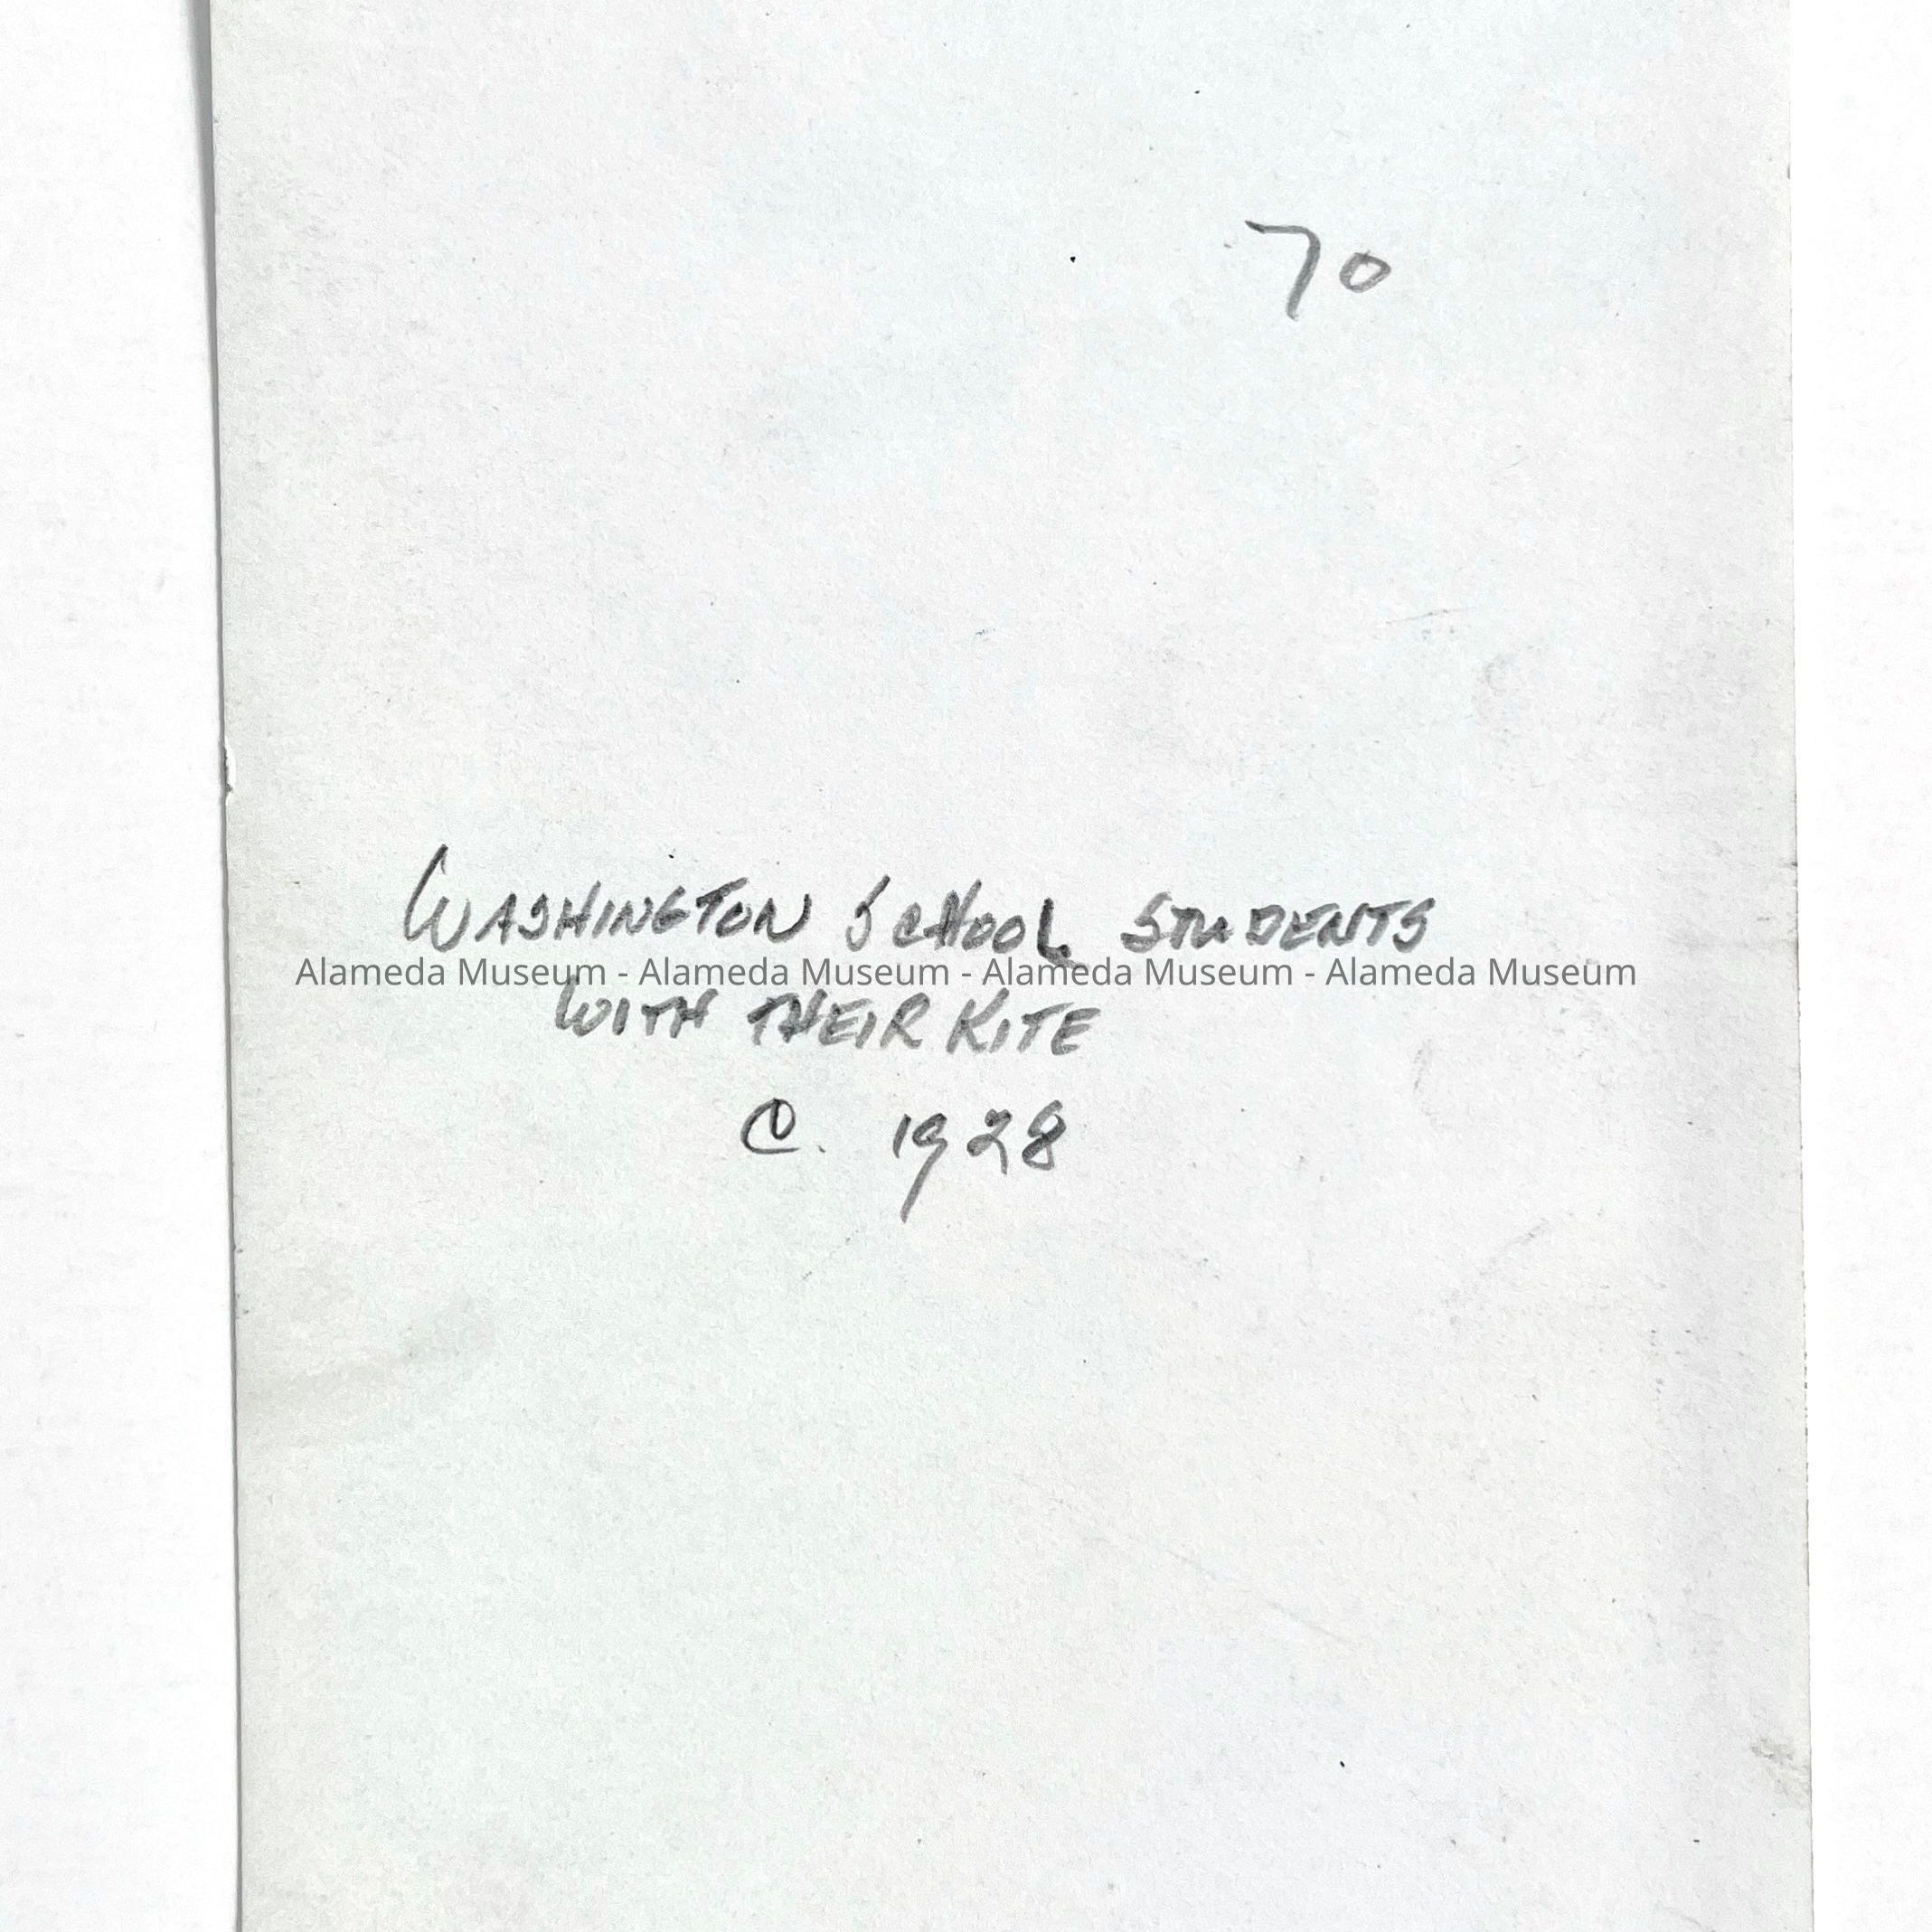 70
WASHINGTON SCHOOL STUDENTS
Alameda Museum - Alameda Museum - Alameda Museum - Alameda Museum
WITH THEIR KITE
C. 1928